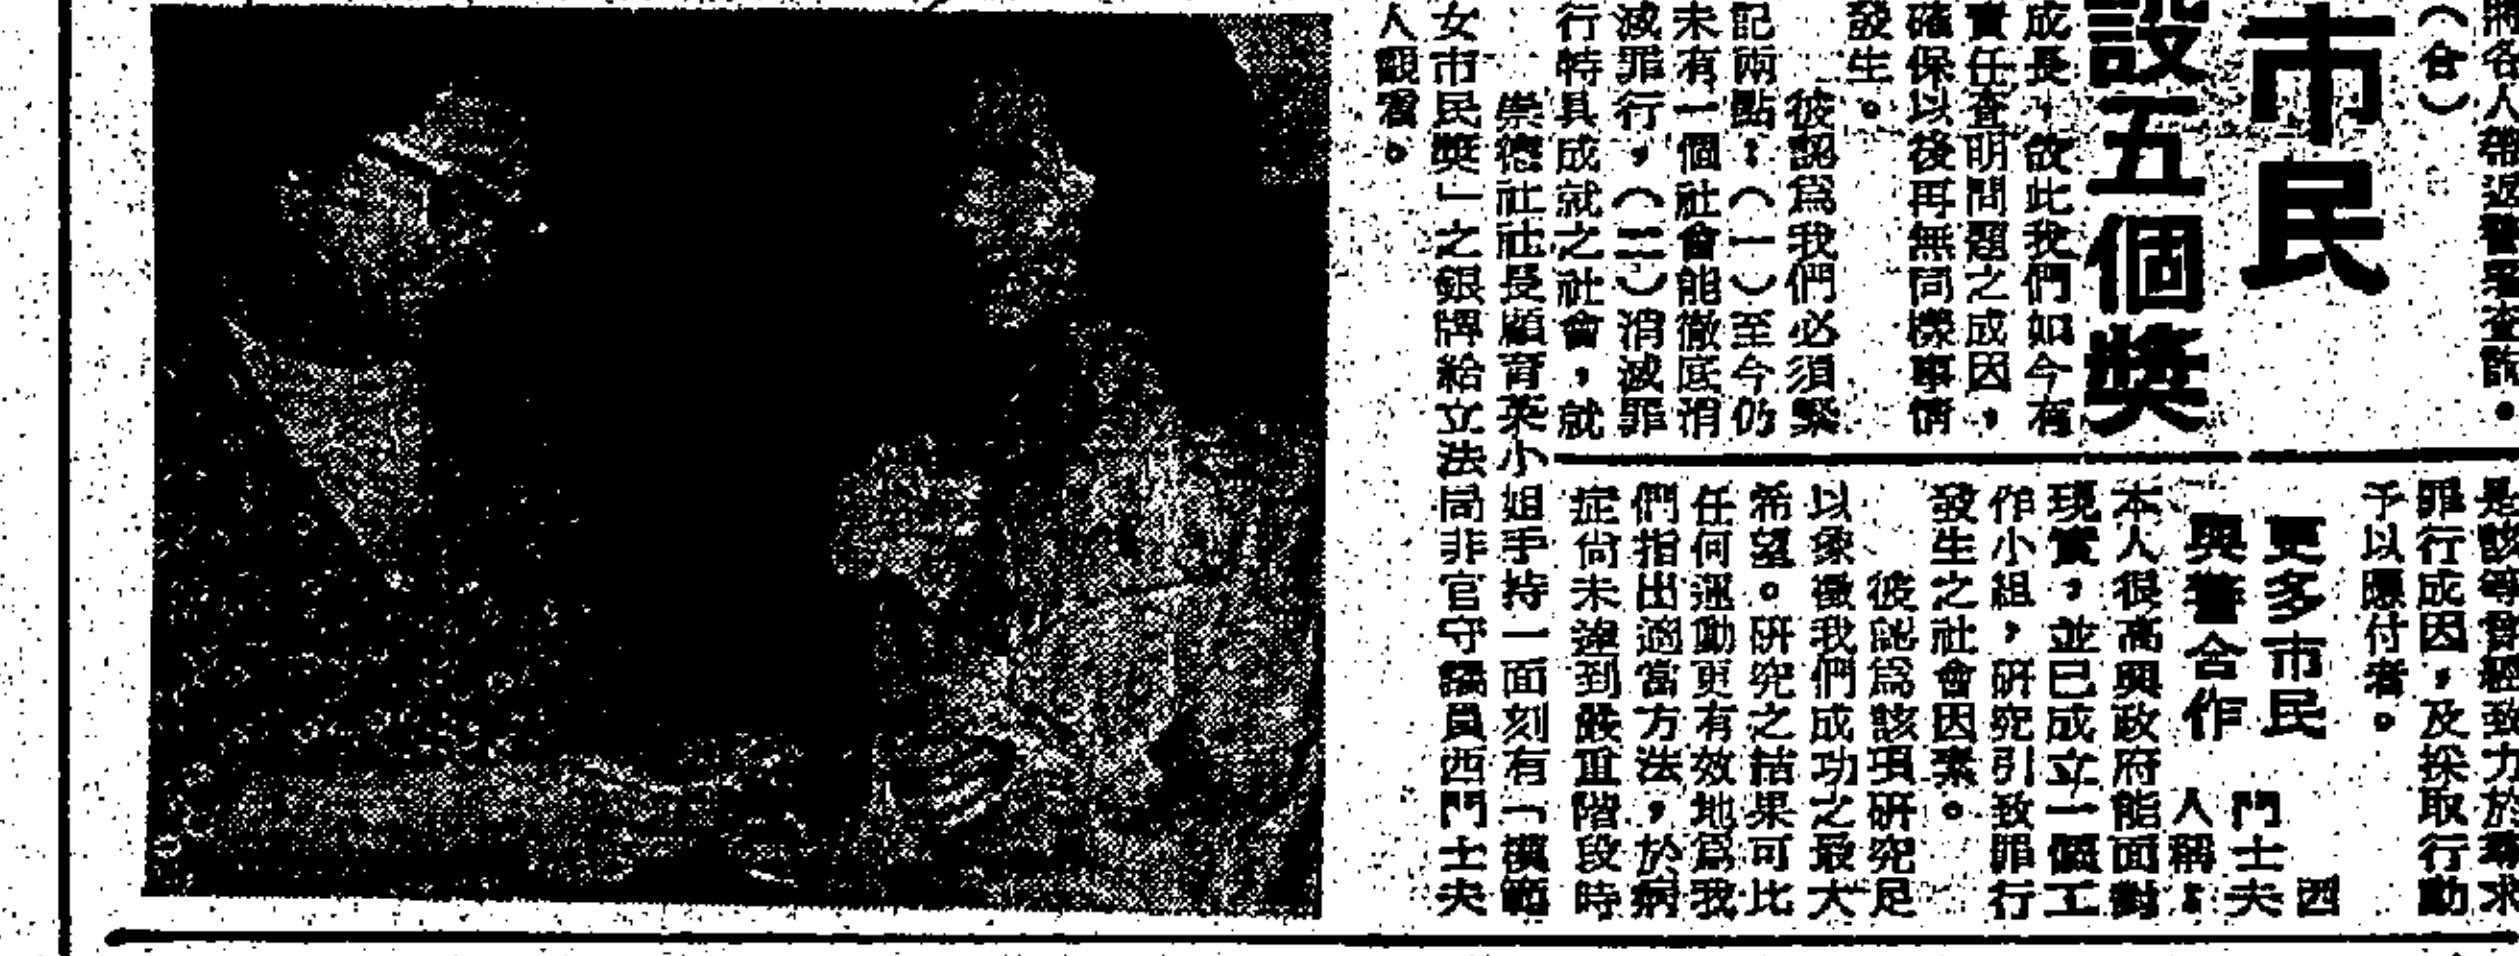 將各人帶返警署查訊。
(合)
市民
設五個獎
成長，故此我們如今有
責任查明問題之成因，
確保以後再無同樣事情
發生。
彼認為我們必須緊
記兩點：(一)至今仍
未有一個社會能徹底消
滅罪行，(二)消滅罪
行特具成就之社會，就
是該等曾經致力於尋求
罪行成因，及採取行動
予以應付者。
更多市民
與警合作
西
門士夫
人稱：
本人很高興政府能面對
現實，並已成立一個工
作小組，研究引致罪行
發生之社會因素。
彼認為該項研究足
以象徵我們成功之最大
希望。研究之結果可比
任何運動更有效地為我
們指出適當方法，於病
症尚未達到嚴重階段時
崇德社社長顧育英小姐手持一面刻有「模範
女市民獎」之銀牌給立法局非官守議員西門士夫
人觀看。